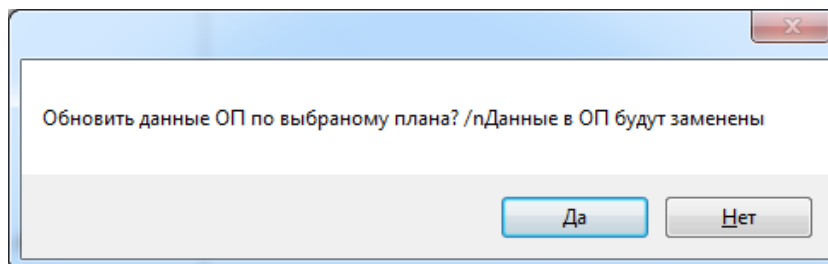 Обновить данные ОП по выбраному плана? /nДанные в ОП будут заменены
Да
Нет